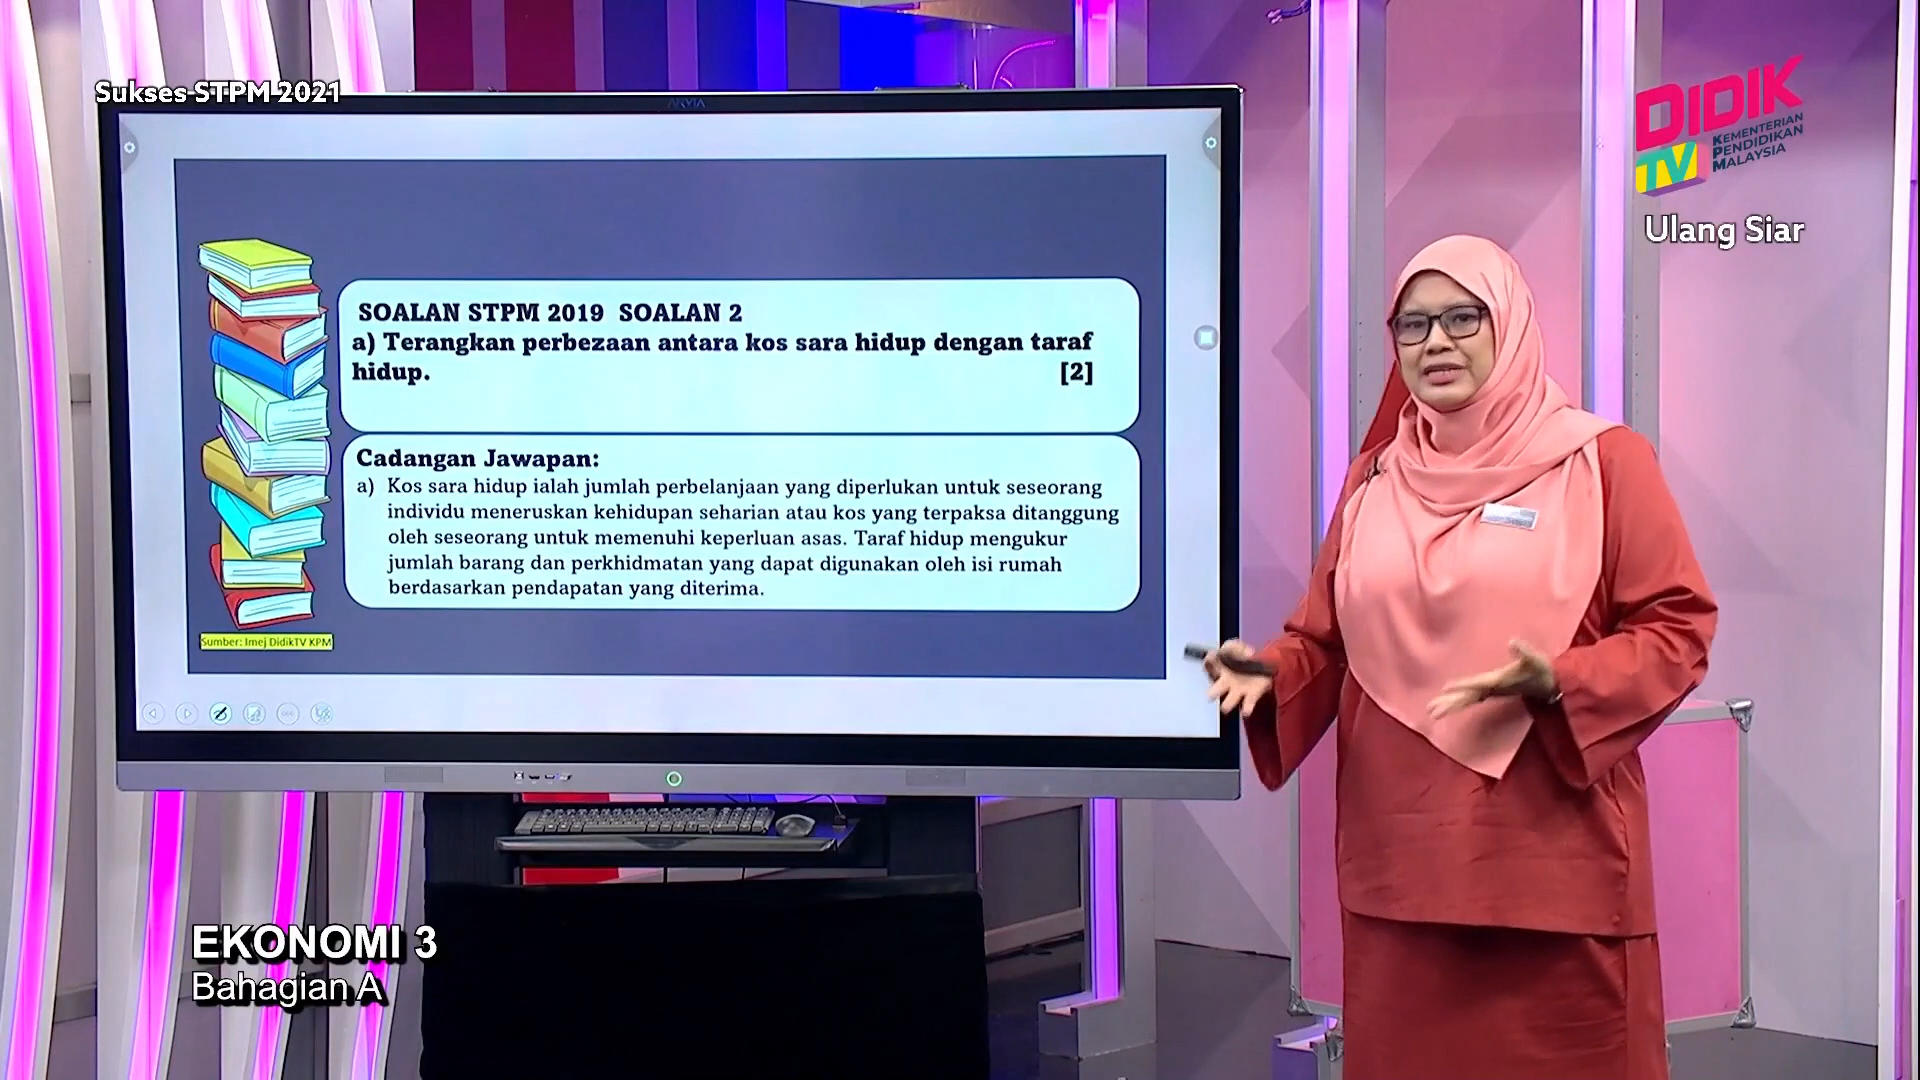 Sukses STPM 2021
DIDIK
TV
KEMENTERIAN
PENDIDIKAN
MALAYSIA
Ulang Siar
SOALAN STPM 2019 SOALAN 2
a) Terangkan perbezaan antara kos sara hidup dengan taraf
hidup. [2]
Cadangan Jawapan:
a) Kos sara hidup ialah jumlah perbelanjaan yang diperlukan untuk seseorang
individu meneruskan kehidupan seharian atau kos yang terpaksa ditanggung
oleh seseorang untuk memenuhi keperluan asas. Taraf hidup mengukur
jumlah barang dan perkhidmatan yang dapat digunakan oleh isi rumah
berdasarkan pendapatan yang diterima.
Sumber: Imej DidikTV KPM
EKONOMI 3
Bahagian A